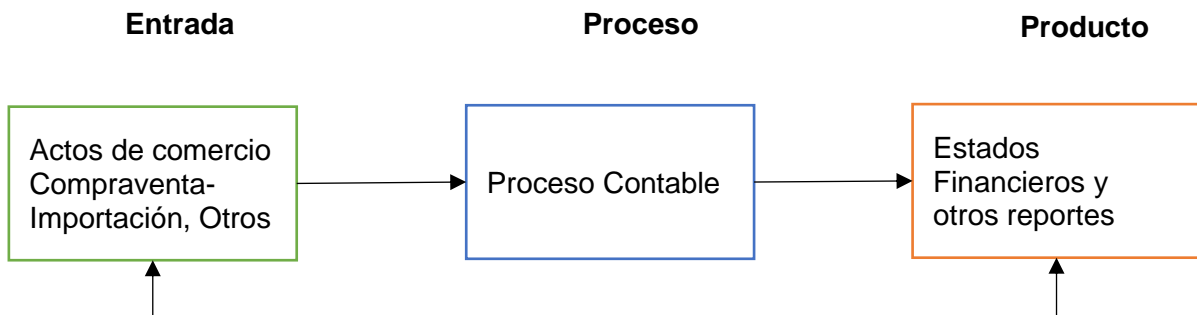 Entrada
Proceso
Producto
Actos de comercio
Compraventa-
Importación, Otros
Proceso Contable
Estados
Financieros y
otros reportes